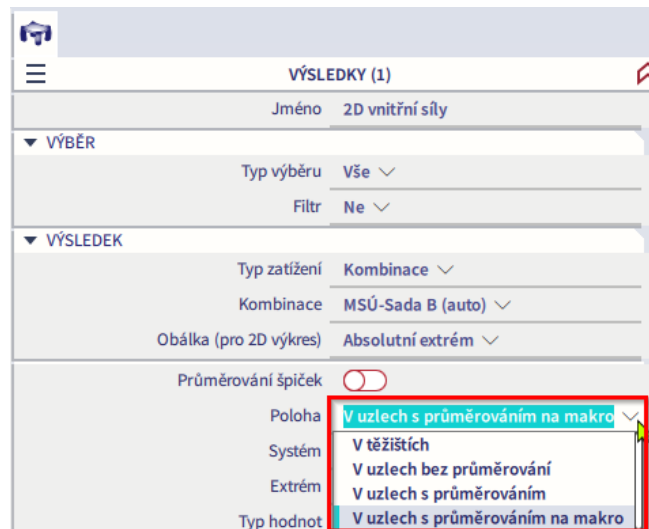 VÝSLEDKY (1)
Jméno 2D vnitřní síly
VÝBĚR
Typ výběru Vše
Filtr Ne
VÝSLEDEK
Typ zatížení Kombinace
Kombinace MSÚ-Sada B (auto)
Obálka (pro 2D výkres) Absolutní extrém
Průměrování špiček
Poloha V uzlech s průměrováním na makro
V těžištích
Systém
V uzlech bez průměrování
Extrém
V uzlech s průměrováním
Typ hodnot V uzlech s průměrováním na makro